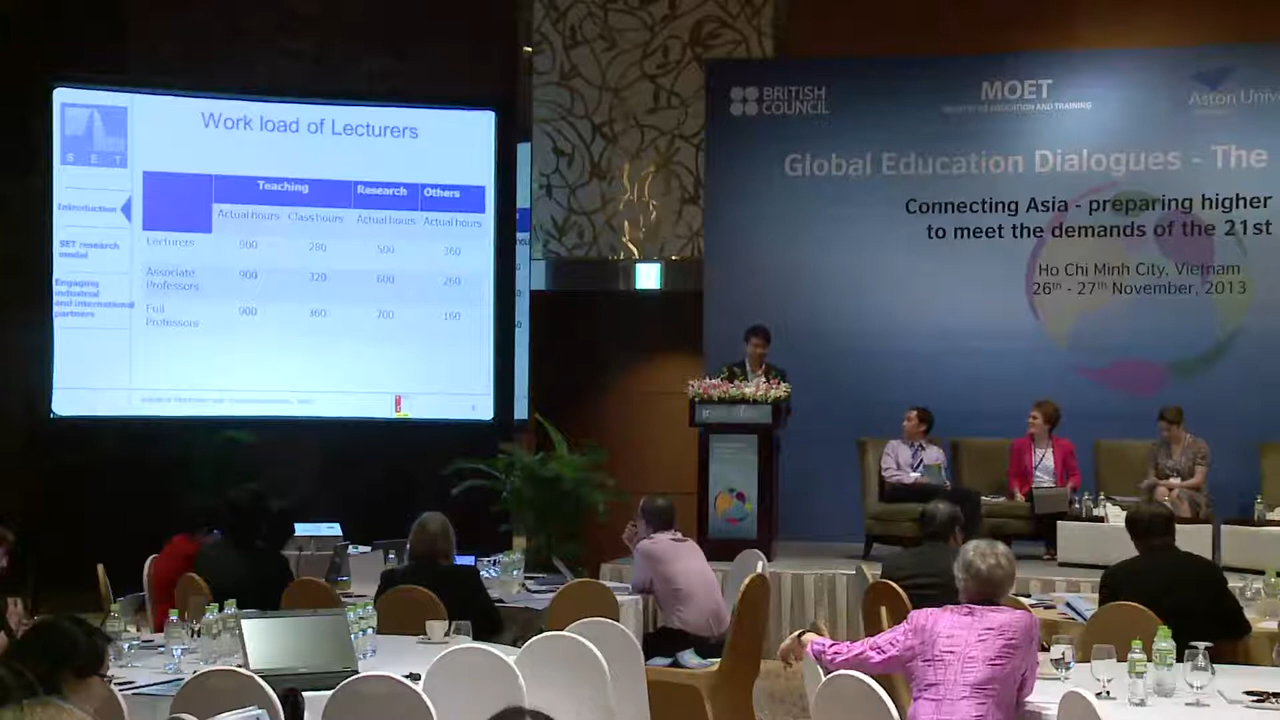 Work load of Lecturers
S E T
Introduction
SET research
model
Engaging
industrial
and international
partners
Teaching Research Others
Actual hours Class hours Actual hours Actual hours
Lecturers 900 280 500 360
Associate
Professors 900 320 600 260
Full
Professors 900 360 700 160
BRITISH
COUNCIL
MOET
MINISTRY OF EDUCATION AND TRAINING
Aston Unive
Global Education Dialogues - The
Connecting Asia - preparing higher
to meet the demands of the 21st
Ho Chi Minh City, Vietnam
26th - 27th November, 2013